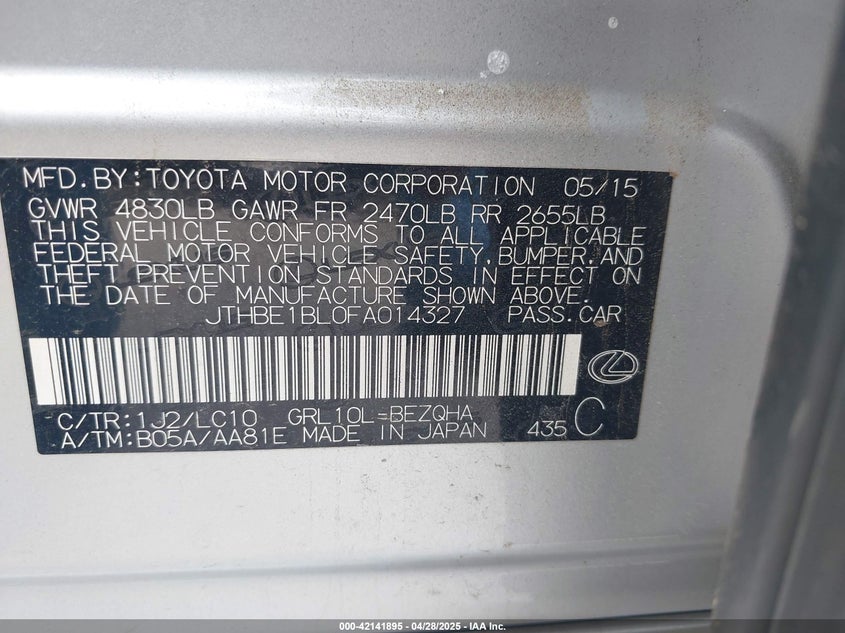 MFD.BY:TOYOTA MOTOR CORPORATION 05/15
GVWR 4830LB GAWR FR 2470LB RR 2655LB
THIS VEHICLE CONFORMS TO ALL APPLICABLE
FEDERAL MOTOR VEHICLE SAFETY,BUMPER,AND
THEFT PREVENTION STANDARDS IN EFFECT ON
THE DATE OF MANUFACTURE SHOWN ABOVE.
JTHBE1BL0FA014327 PASS.CAR
C/TR:1J2/LC10 GRL10L-BEZQHA
A/TM:B05A/AA81E MADE IN JAPAN 435 C
000-42141895 - 04/28/2025 - IAA Inc.